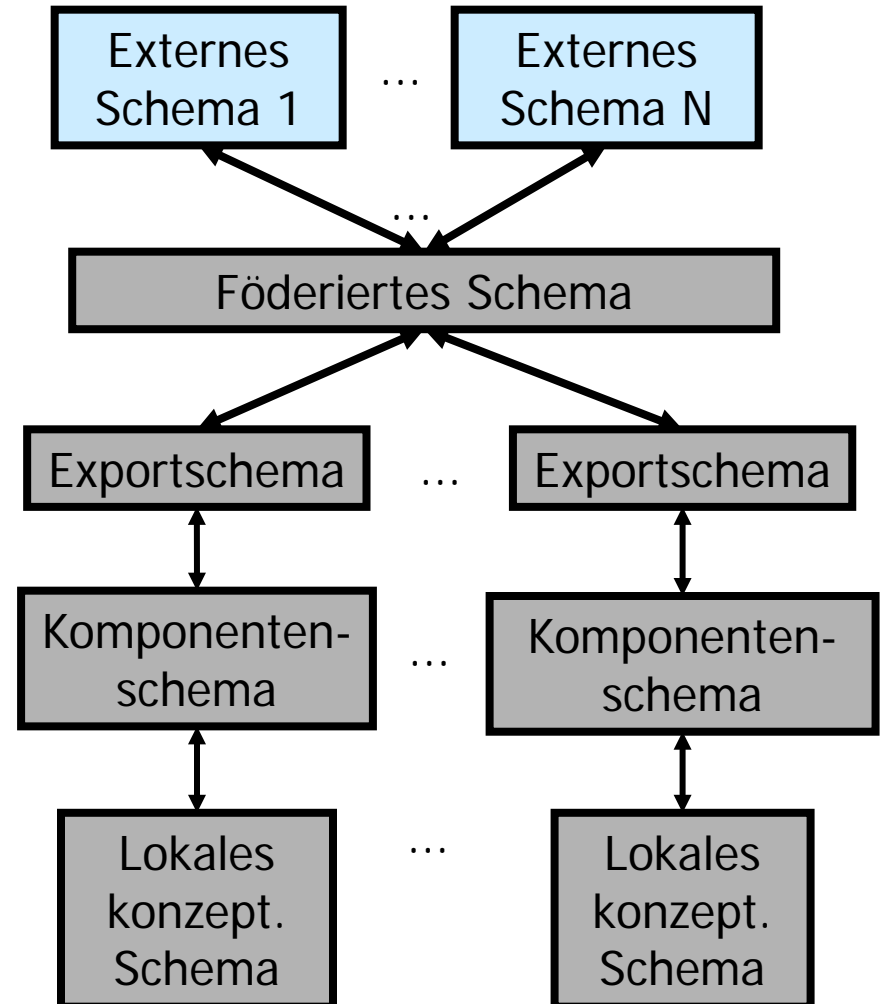 Externes
Schema 1
…
Externes
Schema N
…
Föderiertes Schema
Exportschema
…
Exportschema
Komponenten-
schema
…
Komponenten-
schema
Lokales
konzept.
Schema
…
Lokales
konzept.
Schema